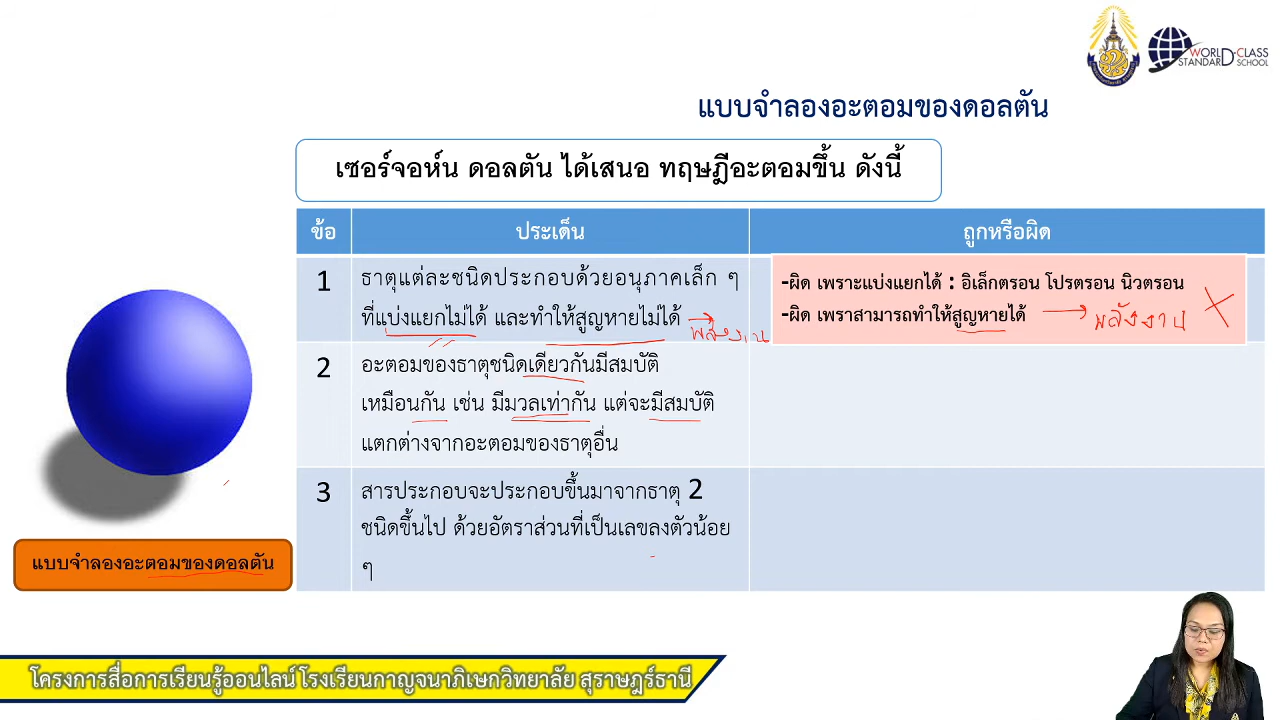 WORLD-CLASS
STANDARD SCHOOL
แบบจำลองอะตอมของดอลตัน
เซอร์จอห์น ดอลตัน ได้เสนอ ทฤษฎีอะตอมขึ้น ดังนี้
ข้อ ประเด็น ถูกหรือผิด
1 ธาตุแต่ละชนิดประกอบด้วยอนุภาคเล็ก ๆ
ที่แบ่งแยกไม่ได้ และทำให้สูญหายไม่ได้
พลังงาน
-ผิด เพราะแบ่งแยกได้ : อิเล็กตรอน โปรตรอน นิวตรอน
-ผิด เพราสามารถทำให้สูญหายได้ พลังงาน
2 อะตอมของธาตุชนิดเดียวกันมีสมบัติ
เหมือนกัน เช่น มีมวลเท่ากัน แต่จะมีสมบัติ
แตกต่างจากอะตอมของธาตุอื่น
3 สารประกอบจะประกอบขึ้นมาจากธาตุ 2
ชนิดขึ้นไป ด้วยอัตราส่วนที่เป็นเลขลงตัวน้อย
ๆ
แบบจำลองอะตอมของดอลตัน
โครงการสื่อการเรียนรู้ออนไลน์ โรงเรียนกาญจนาภิเษกวิทยาลัย สุราษฎร์ธานี